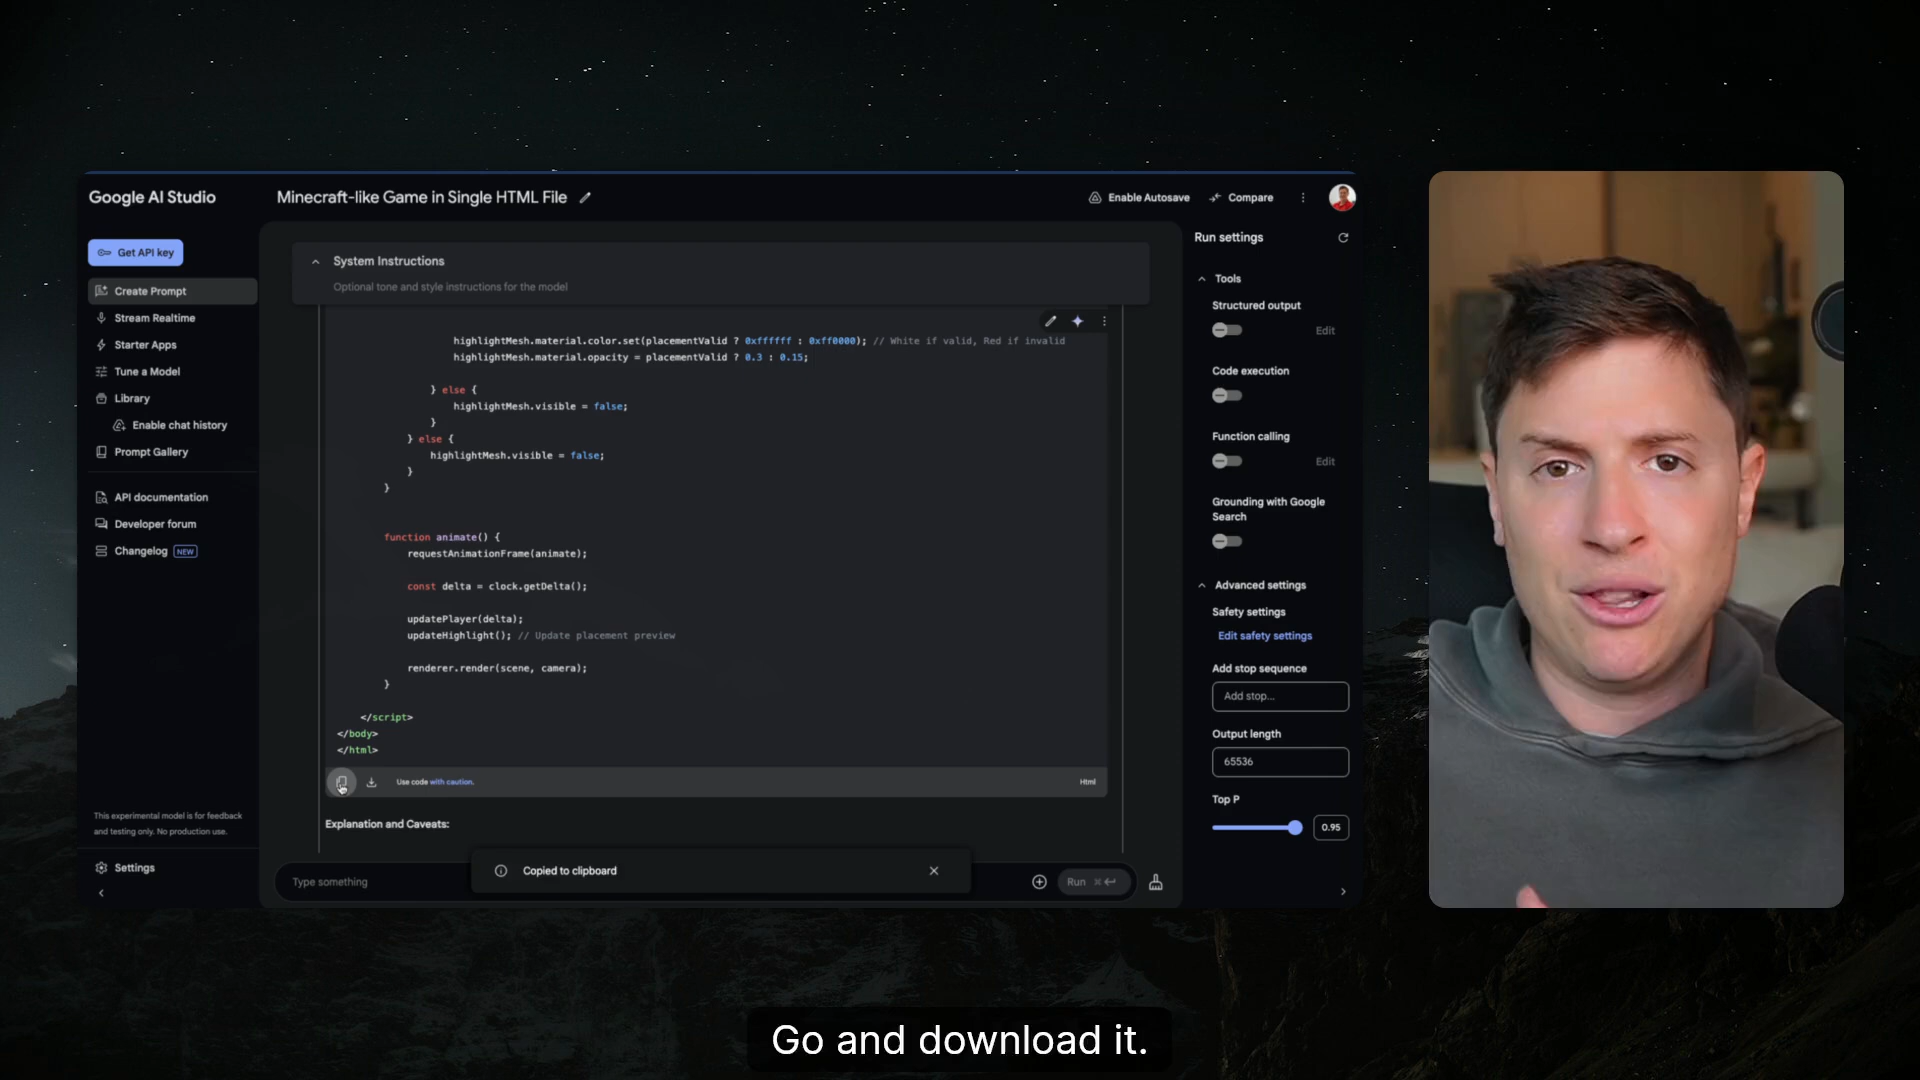 Google AI Studio
Minecraft-like Game in Single HTML File
Enable Autosave
Compare
Get API key
Create Prompt
Stream Realtime
Starter Apps
Tune a Model
Library
Enable chat history
Prompt Gallery
API documentation
Developer forum
Changelog NEW
This experimental model is for feedback
and testing only. No production use.
Settings
System Instructions
Optional tone and style instructions for the model
highlightMesh.material.color.set(placementValid ? 0xffffff : 0xff0000); // White if valid, Red if invalid
highlightMesh.material.opacity = placementValid ? 0.3 : 0.15;
} else {
highlightMesh.visible = false;
}
} else {
highlightMesh.visible = false;
}
}
function animate() {
requestAnimationFrame(animate);
const delta = clock.getDelta();
updatePlayer(delta);
updateHighlight(); // Update placement preview
renderer.render(scene, camera);
}
</script>
</body>
</html>
Use code with caution.
Html
Explanation and Caveats:
Copied to clipboard
Type something
Run ⌘ ↵
Run settings
Tools
Structured output
Edit
Code execution
Function calling
Edit
Grounding with Google
Search
Advanced settings
Safety settings
Edit safety settings
Add stop sequence
Add stop...
Output length
65536
Top P
0.95
Go and download it.